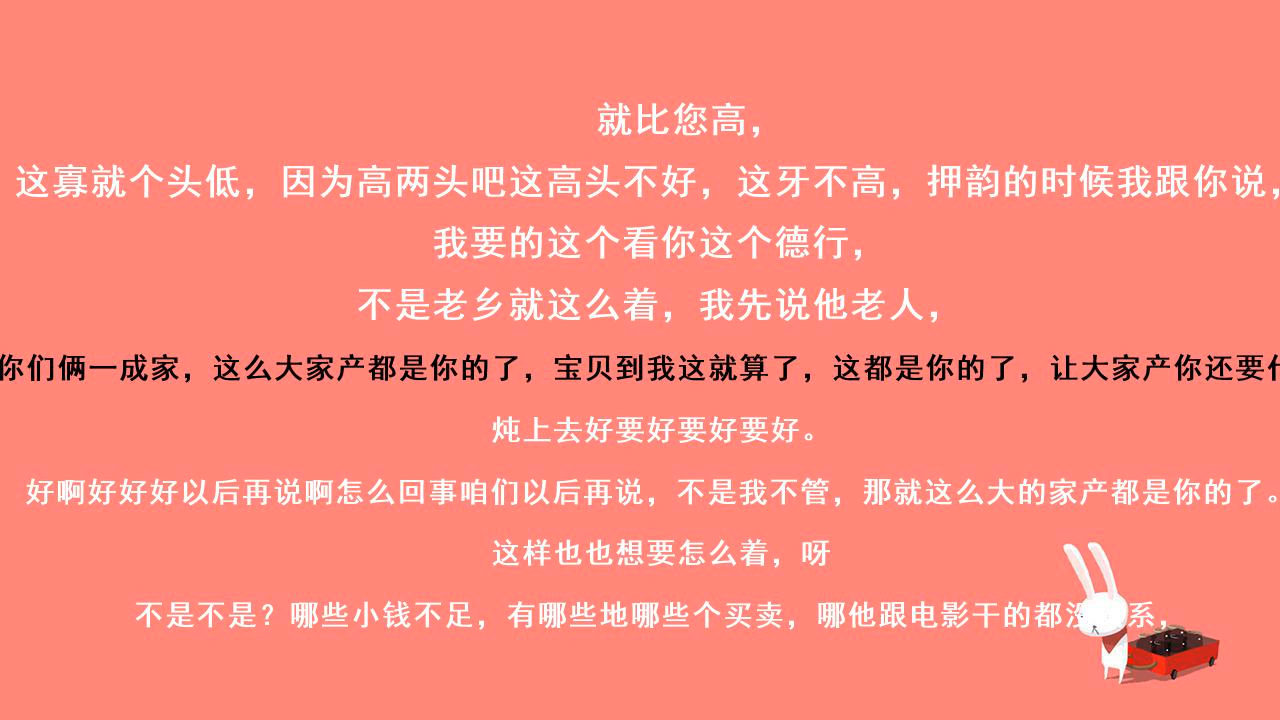 就比您高，
这寡就个头低，因为高两头吧这高头不好，这牙不高，押韵的时候我跟你说，
我要的这个看你这个德行，
不是老乡就这么着，我先说他老人，
你们俩一成家，这么大家产都是你的了，宝贝到我这就算了，这都是你的了，让大家产你还要
炖上去好要好要好要好。
好啊好好好以后再说啊怎么回事咱们以后再说，不是我不管，那就这么大的家产都是你的了。
这样也也想要怎么着，呀
不是不是？哪些小钱不足，有哪些地哪些个买卖，哪他跟电影干的都系，